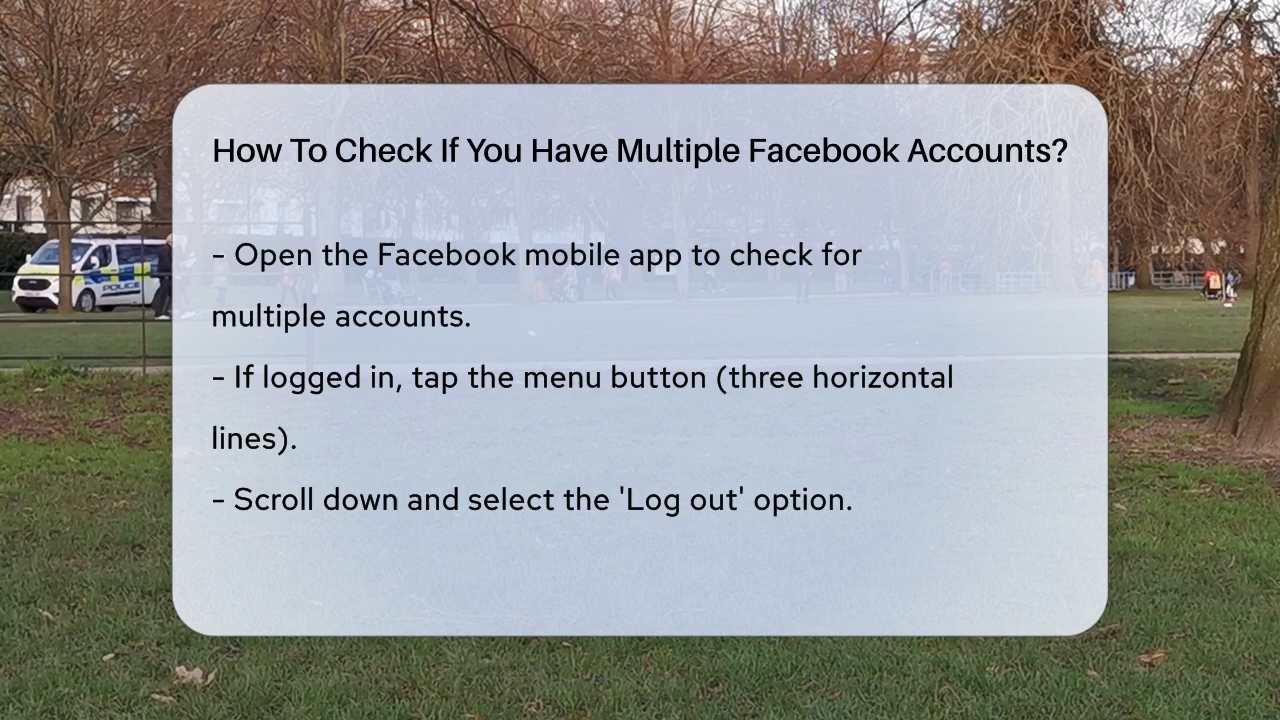 How To Check If You Have Multiple Facebook Accounts?
- Open the Facebook mobile app to check for
multiple accounts.
- If logged in, tap the menu button (three horizontal
lines).
- Scroll down and select the 'Log out' option.
POLICE